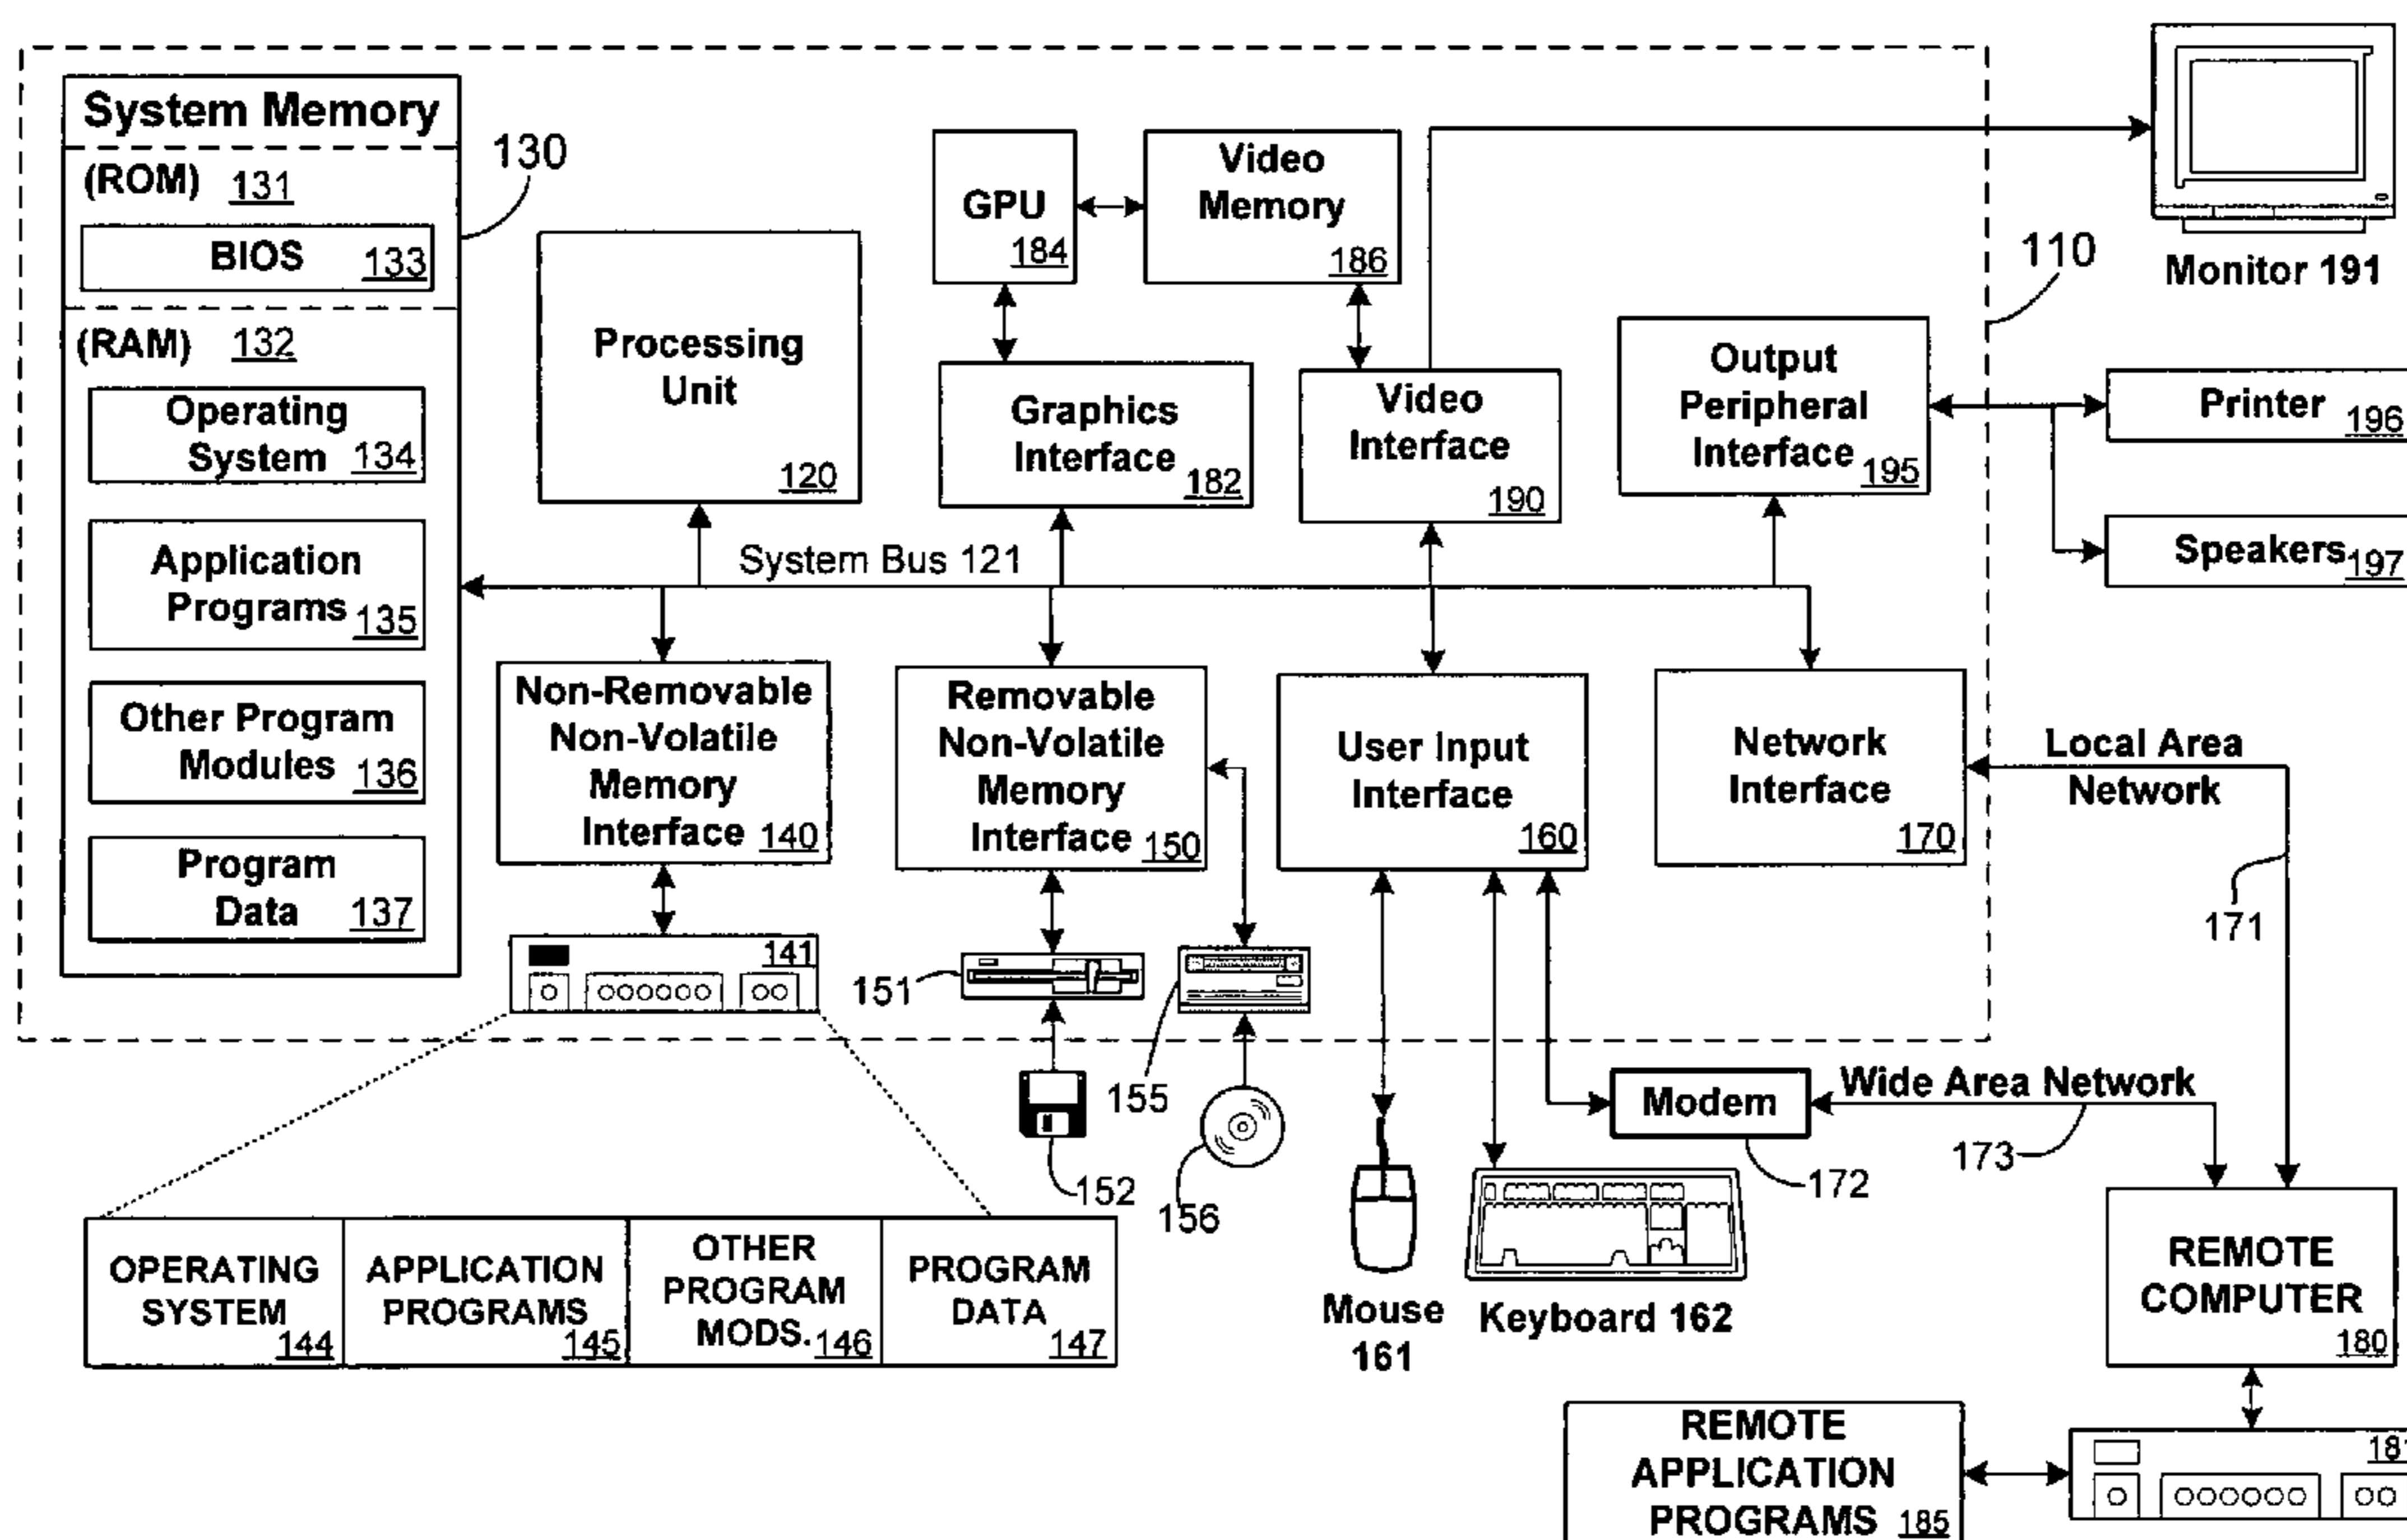 System Memory
(ROM) 131
BIOS 133
(RAM) 132
Operating
System 134
Application
Programs 135
Other Program
Modules 136
Program
Data 137
130
Processing
Unit
120
GPU
184
Video
Memory
186
Graphics
Interface
182
Video
Interface
190
Output
Peripheral
Interface 195
110
Monitor 191
Printer 196
Speakers 197
System Bus 121
Non-Removable
Non-Volatile
Memory
Interface 140
Removable
Non-Volatile
Memory
Interface 150
User Input
Interface
160
Network
Interface
170
Local Area
Network
171
141
151
155
152
156
Modem
172
Wide Area Network
173
OPERATING
SYSTEM
144
APPLICATION
PROGRAMS
145
OTHER
PROGRAM
MODS. 146
PROGRAM
DATA
147
Mouse
161
Keyboard 162
REMOTE
COMPUTER
180
REMOTE
APPLICATION
PROGRAMS 185